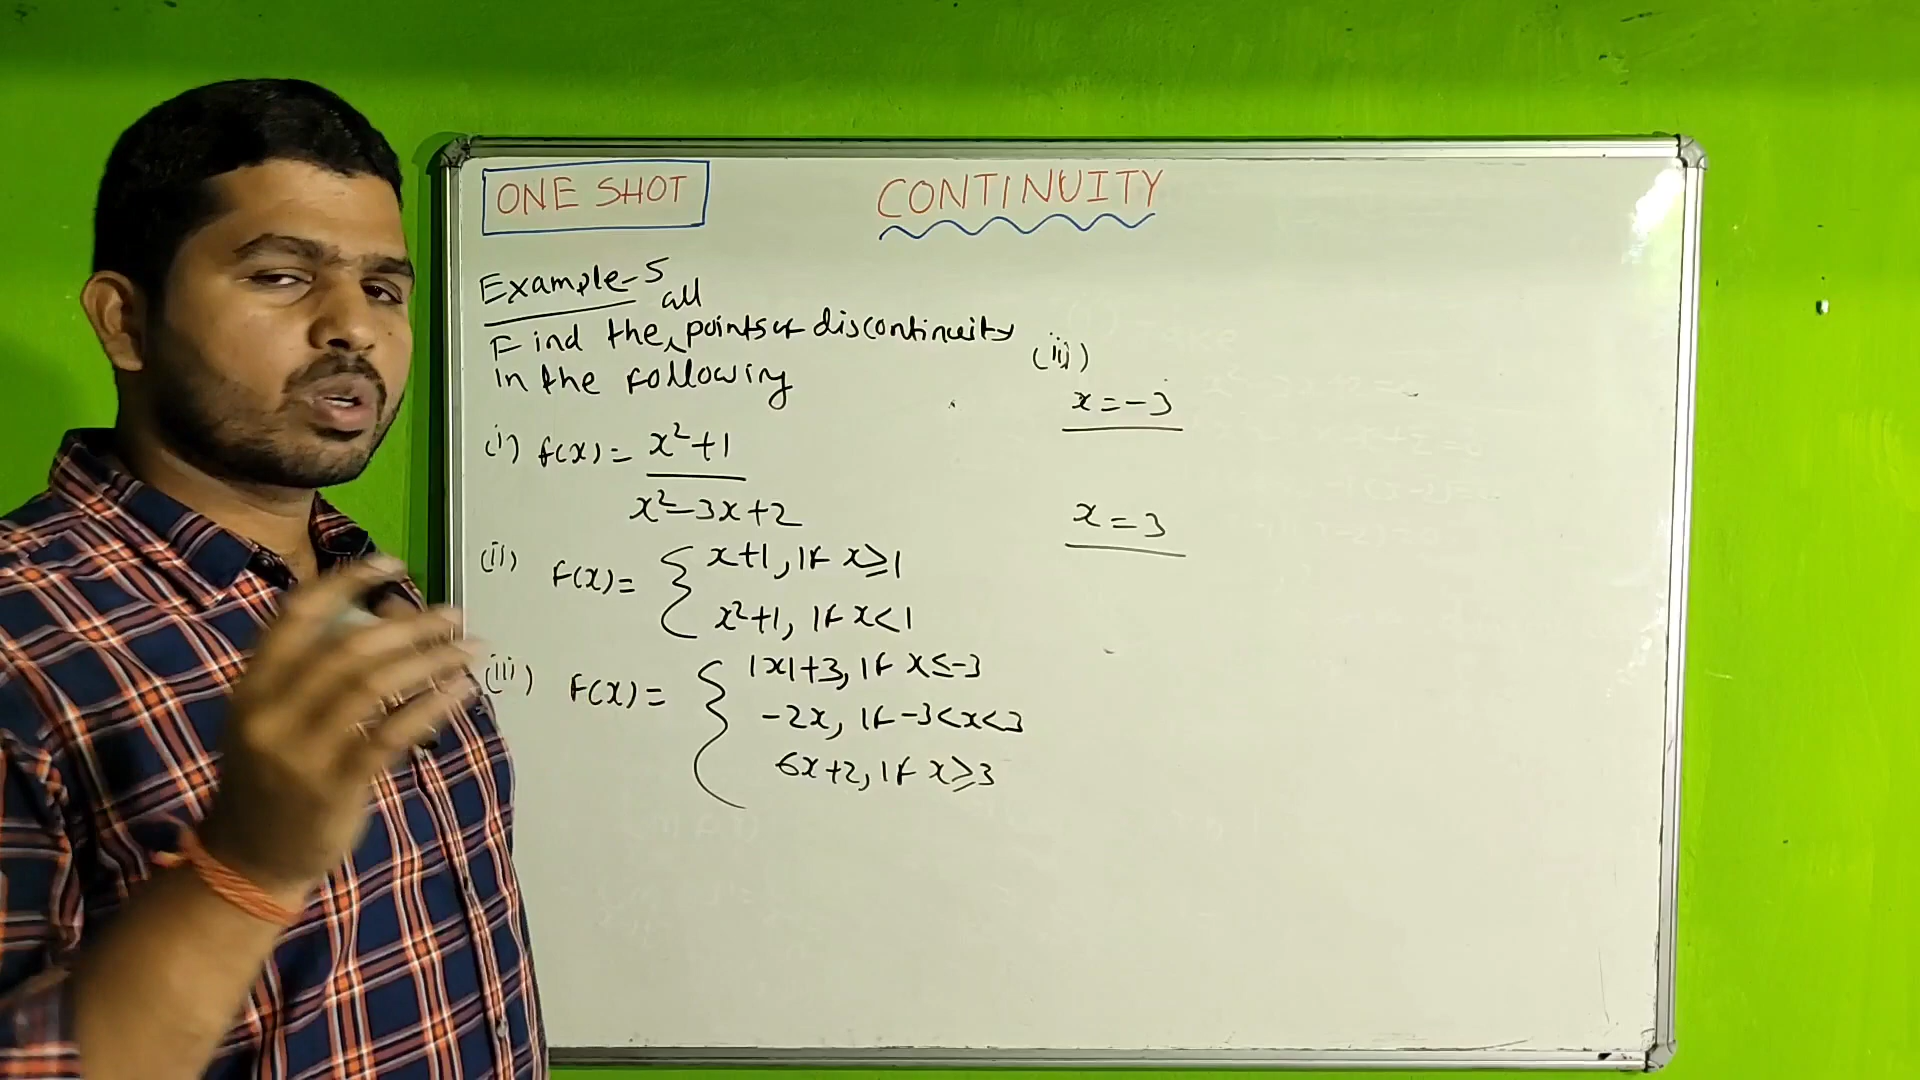 ONE SHOT
CONTINUITY
Example-5
all
Find the points of discontinuity
in the following
(i) f(x) = x²+1
x²-3x+2
(ii) F(x) = { x+1, if x≥1
x²+1, if x<1
(iii) F(x) = { |x|+3, if x≤-3
-2x, if -3<x<3
6x+2, if x≥3
(iii)
x=-3
x=3